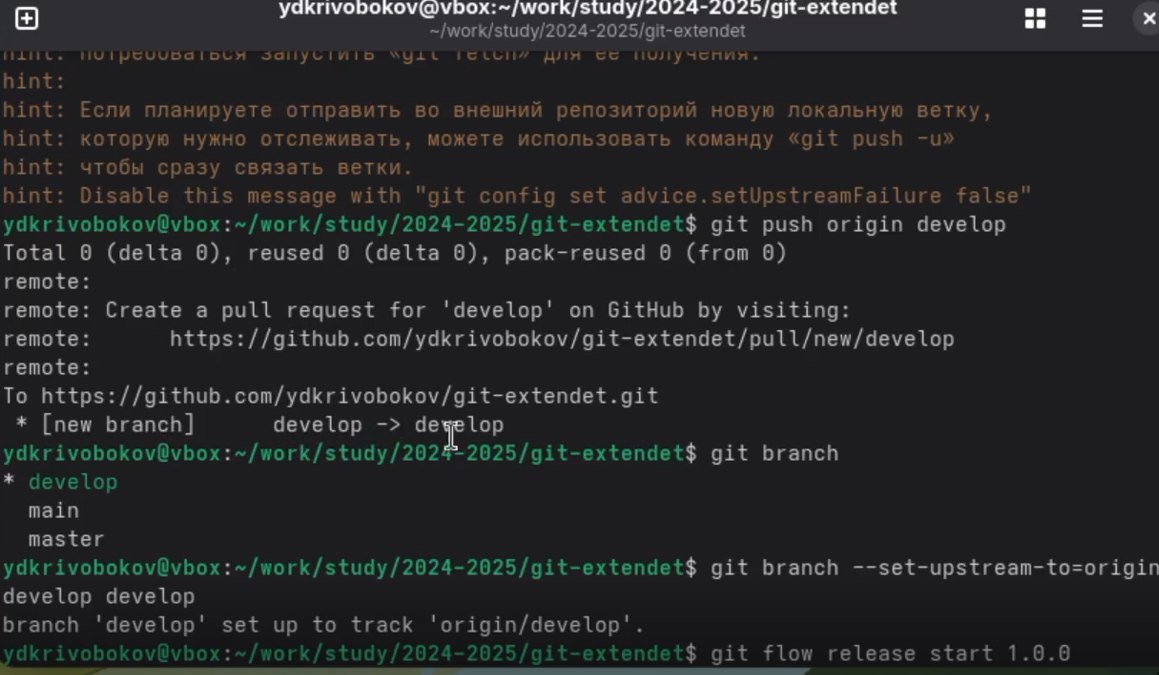 ydkrivobokov@vbox:~/work/study/2024-2025/git-extendet
~/work/study/2024-2025/git-extendet
hint: потребоваться запустить «git fetch» для ее получения.
hint:
hint: Если планируете отправить во внешний репозиторий новую локальную ветку,
hint: которую нужно отслеживать, можете использовать команду «git push -u»
hint: чтобы сразу связать ветки.
hint: Disable this message with "git config set advice.setUpstreamFailure false"
ydkrivobokov@vbox:~/work/study/2024-2025/git-extendet$ git push origin develop
Total 0 (delta 0), reused 0 (delta 0), pack-reused 0 (from 0)
remote:
remote: Create a pull request for 'develop' on GitHub by visiting:
remote:      https://github.com/ydkrivobokov/git-extendet/pull/new/develop
remote:
To https://github.com/ydkrivobokov/git-extendet.git
 * [new branch]      develop -> develop
ydkrivobokov@vbox:~/work/study/2024-2025/git-extendet$ git branch
* develop
  main
  master
ydkrivobokov@vbox:~/work/study/2024-2025/git-extendet$ git branch --set-upstream-to=origin
develop develop
branch 'develop' set up to track 'origin/develop'.
ydkrivobokov@vbox:~/work/study/2024-2025/git-extendet$ git flow release start 1.0.0